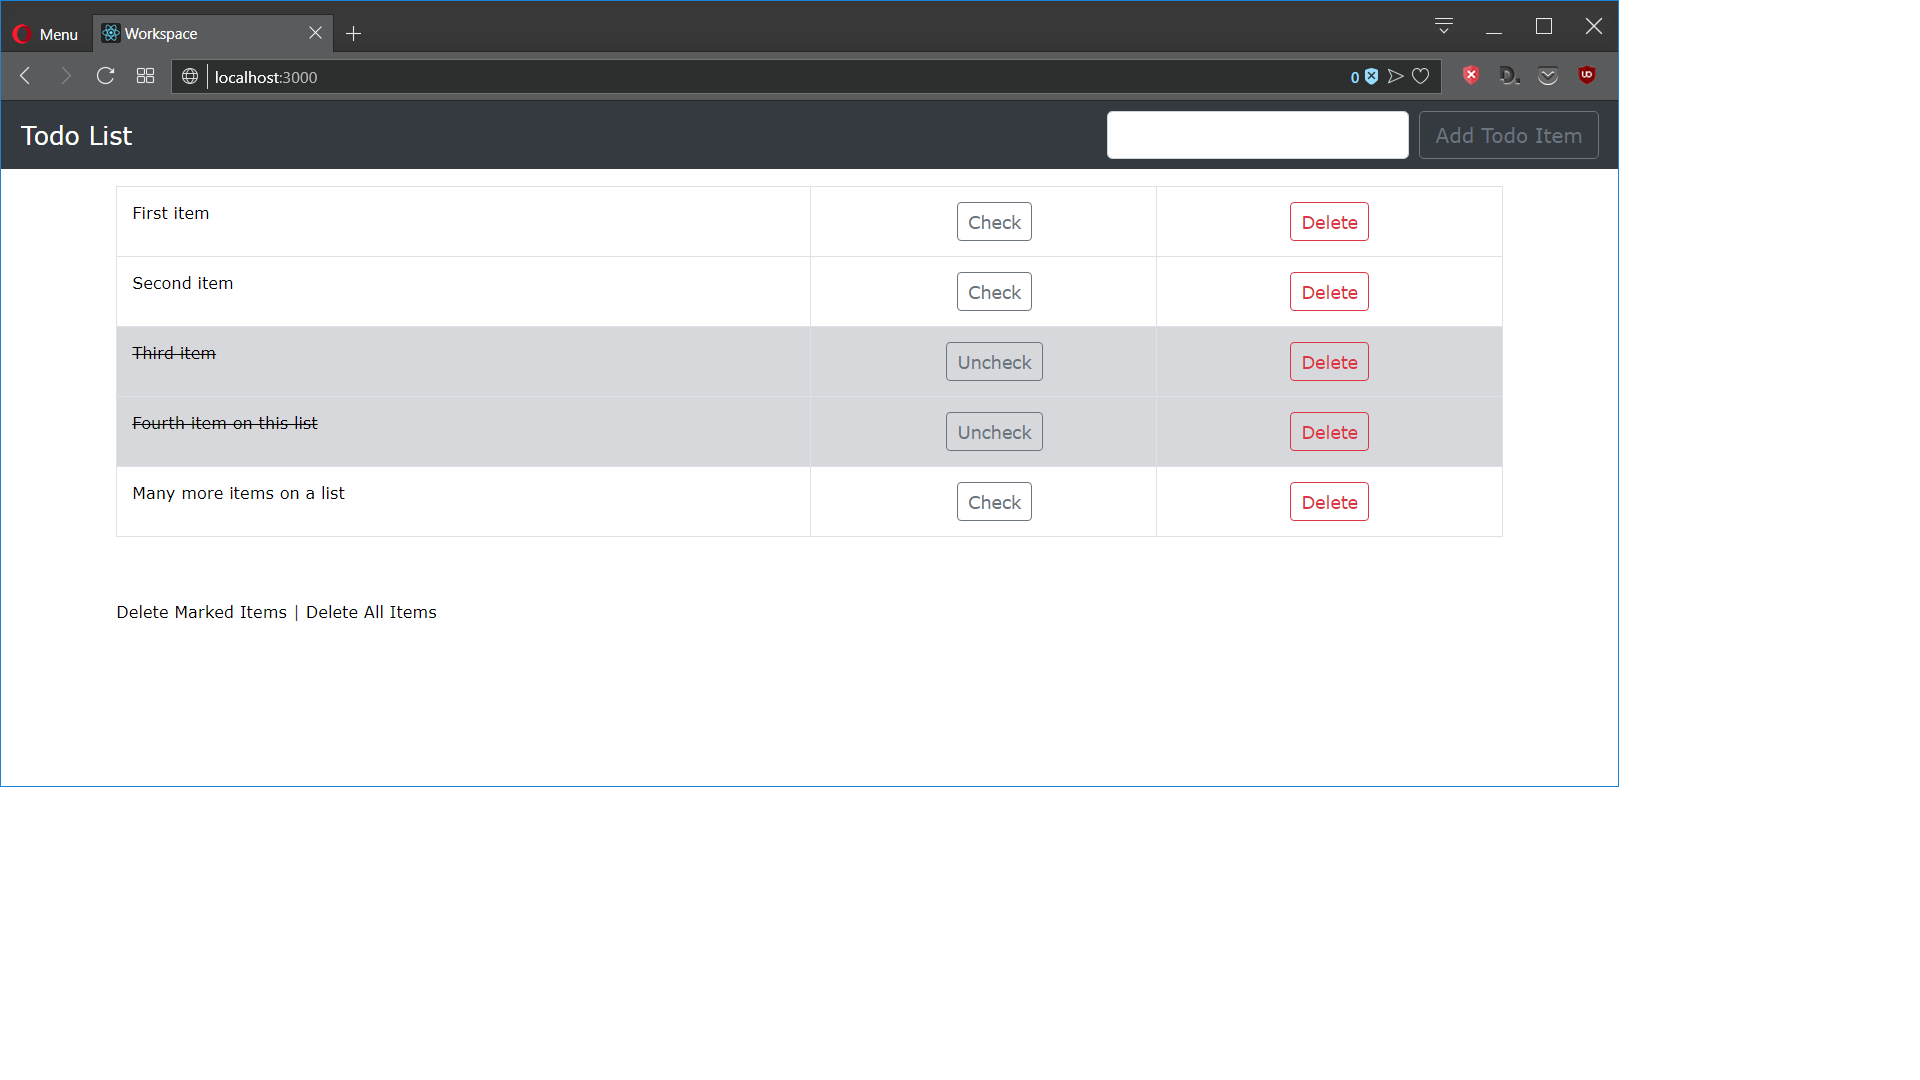 Menu
Workspace
localhost:3000
0
Todo List
Add Todo Item
First item
Check
Delete
Second item
Check
Delete
Third item
Uncheck
Delete
Fourth item on this list
Uncheck
Delete
Many more items on a list
Check
Delete
Delete Marked Items | Delete All Items